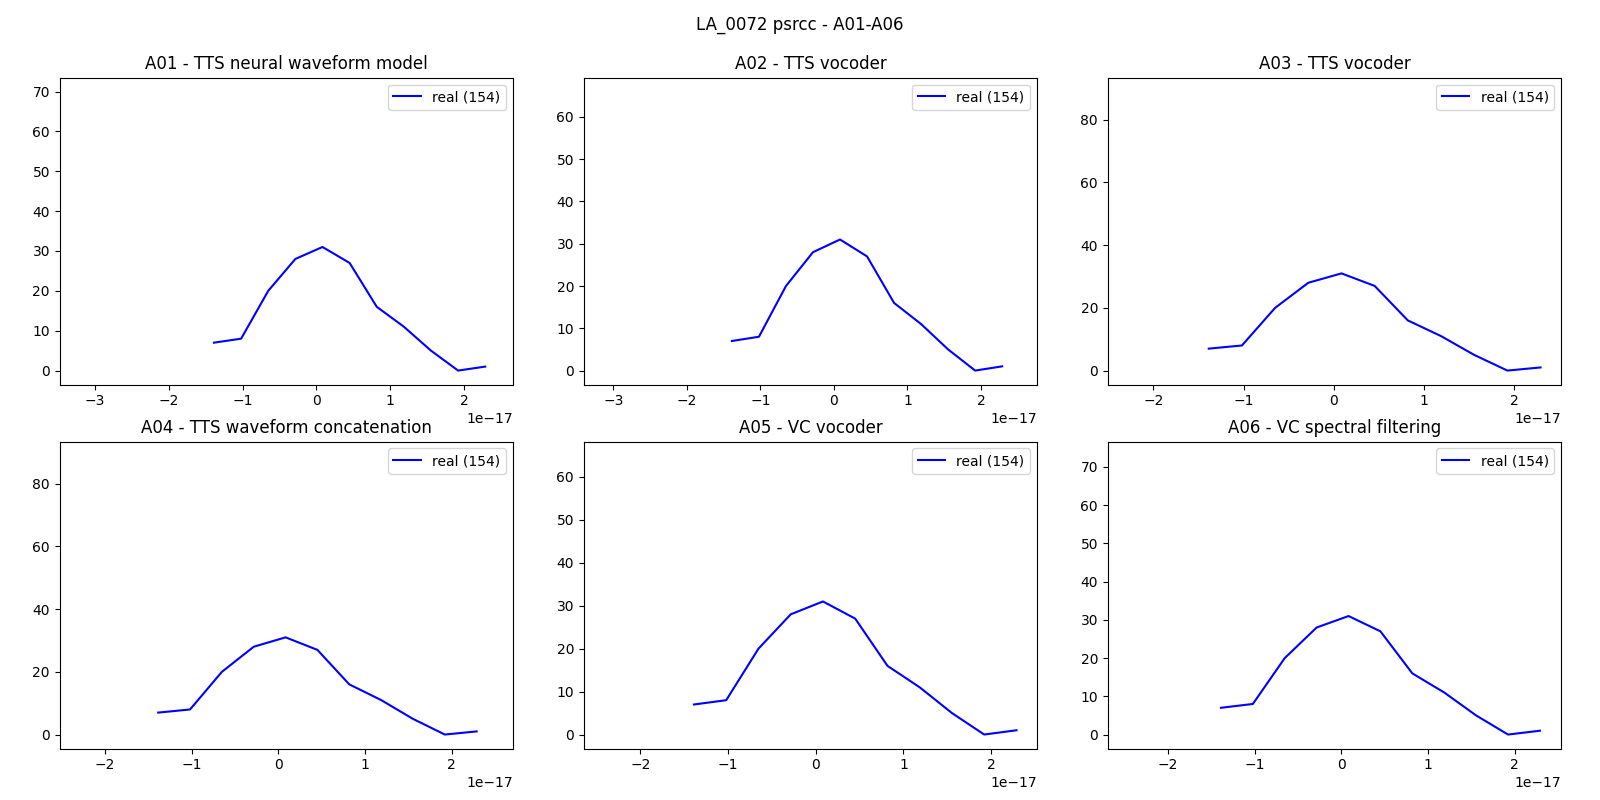 LA_0072 psrcc - A01-A06
A01 - TTS neural waveform model
real (154)
70
60
50
40
30
20
10
0
−3 −2 −1 0 1 2
1e−17
A02 - TTS vocoder
real (154)
60
50
40
30
20
10
0
−3 −2 −1 0 1 2
1e−17
A03 - TTS vocoder
real (154)
80
60
40
20
0
−2 −1 0 1 2
1e−17
A04 - TTS waveform concatenation
real (154)
80
60
40
20
0
−2 −1 0 1 2
1e−17
A05 - VC vocoder
real (154)
60
50
40
30
20
10
0
−2 −1 0 1 2
1e−17
A06 - VC spectral filtering
real (154)
70
60
50
40
30
20
10
0
−2 −1 0 1 2
1e−17